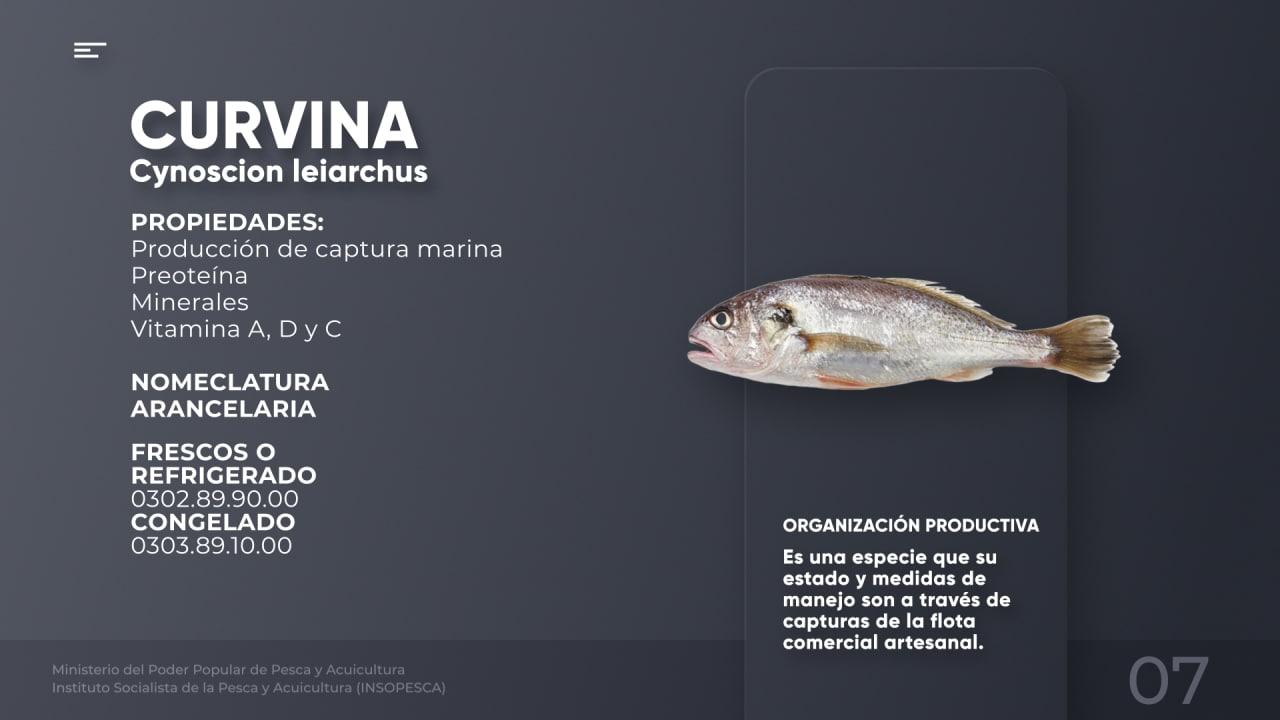 CURVINA
Cynoscion leiarchus
PROPIEDADES:
Producción de captura marina
Preoteína
Minerales
Vitamina A, D y C
NOMECLATURA
ARANCELARIA
FRESCOS O
REFRIGERADO
0302.89.90.00
CONGELADO
0303.89.10.00
ORGANIZACIÓN PRODUCTIVA
Es una especie que su
estado y medidas de
manejo son a través de
capturas de la flota
comercial artesanal.
Ministerio del Poder Popular de Pesca y Acuicultura
Instituto Socialista de la Pesca y Acuicultura (INSOPESCA)
07